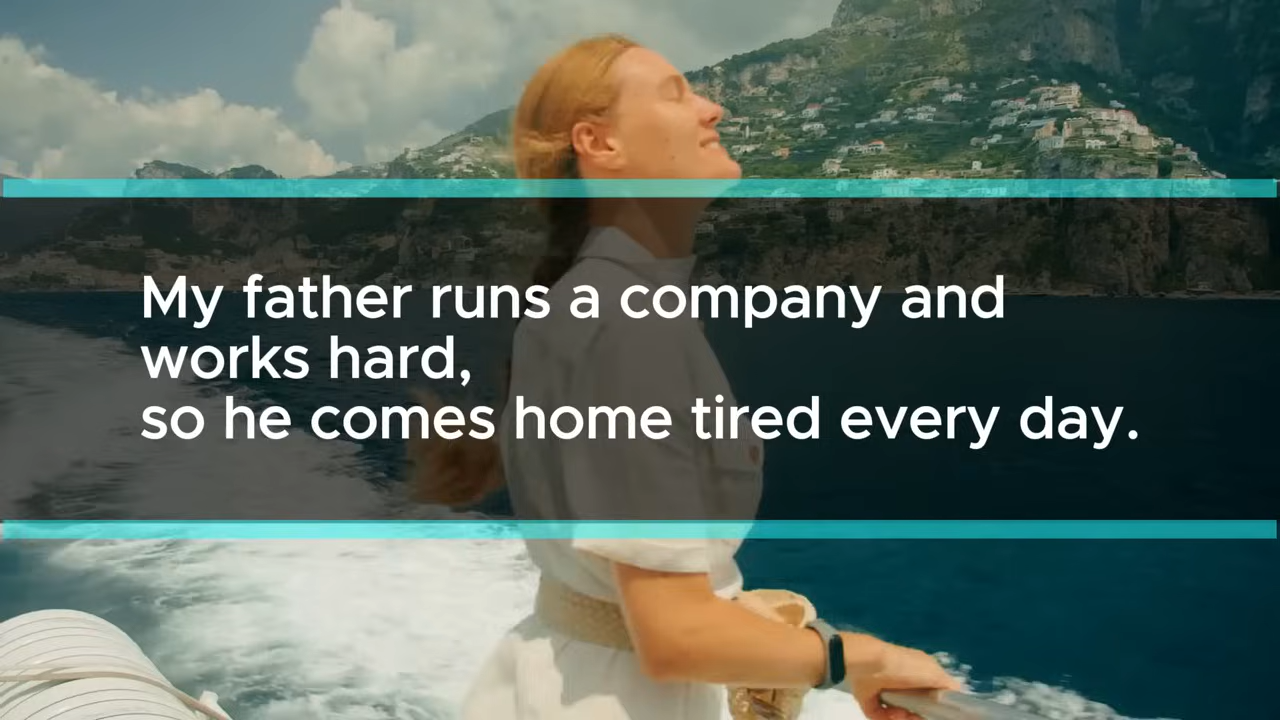 My father runs a company and
works hard,
so he comes home tired every day.